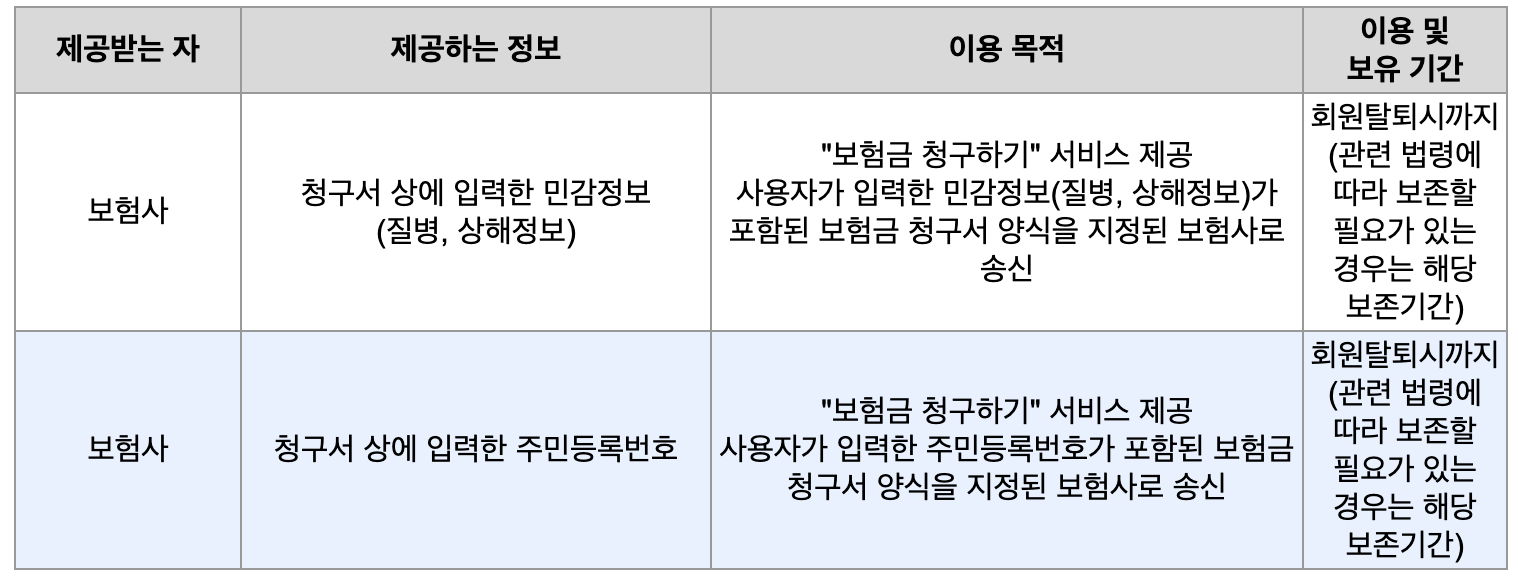 제공받는 자
제공하는 정보
이용 목적
이용 및
보유 기간
보험사
청구서 상에 입력한 민감정보
(질병, 상해정보)
"보험금 청구하기" 서비스 제공
사용자가 입력한 민감정보(질병, 상해정보)가
포함된 보험금 청구서 양식을 지정된 보험사로
송신
회원탈퇴시까지
(관련 법령에
따라 보존할
필요가 있는
경우는 해당
보존기간)
보험사
청구서 상에 입력한 주민등록번호
"보험금 청구하기" 서비스 제공
사용자가 입력한 주민등록번호가 포함된 보험금
청구서 양식을 지정된 보험사로 송신
회원탈퇴시까지
(관련 법령에
따라 보존할
필요가 있는
경우는 해당
보존기간)